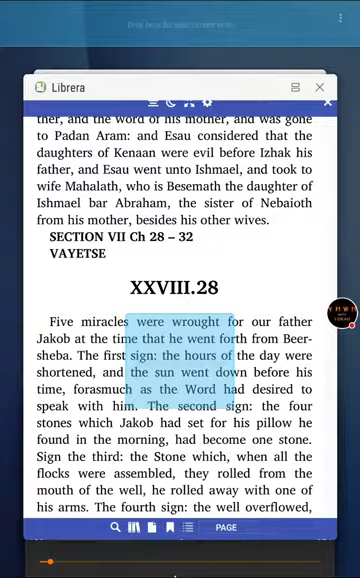 Drop here for app screen view.
Librera
ther, and the word of his mother, and was gone
to Padan Aram: and Esau considered that the
daughters of Kenaan were evil before Izhak his
father, and Esau went unto Ishmael, and took to
wife Mahalath, who is Besemath the daughter of
Ishmael bar Abraham, the sister of Nebaioth
from his mother, besides his other wives.
SECTION VII Ch 28 – 32
VAYETSE
XXVIII.28
Five miracles were wrought for our father
Jakob at the time that he went forth from Beer-
sheba. The first sign: the hours of the day were
shortened, and the sun went down before his
time, forasmuch as the Word had desired to
speak with him. The second sign: the four
stones which Jakob had set for his pillow he
found in the morning, had become one stone.
Sign the third: the Stone which, when all the
flocks were assembled, they rolled from the
mouth of the well, he rolled away with one of
his arms. The fourth sign: the well overflowed,
YMWM
PAGE